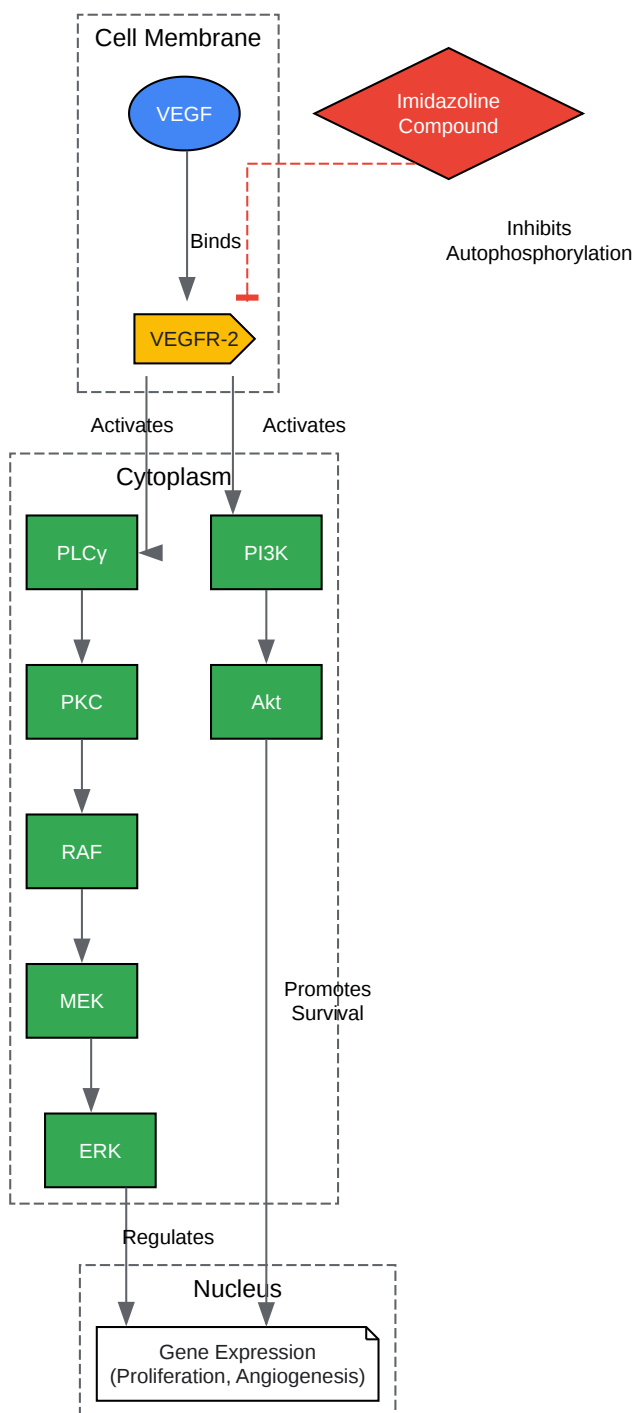 Cell Membrane
VEGF
Imidazoline
Compound
Binds
Inhibits
Autophosphorylation
VEGFR-2
Activates
Activates
Cytoplasm
PLCγ
PI3K
PKC
Akt
RAF
MEK
Promotes
Survival
ERK
Regulates
Nucleus
Gene Expression
(Proliferation, Angiogenesis)